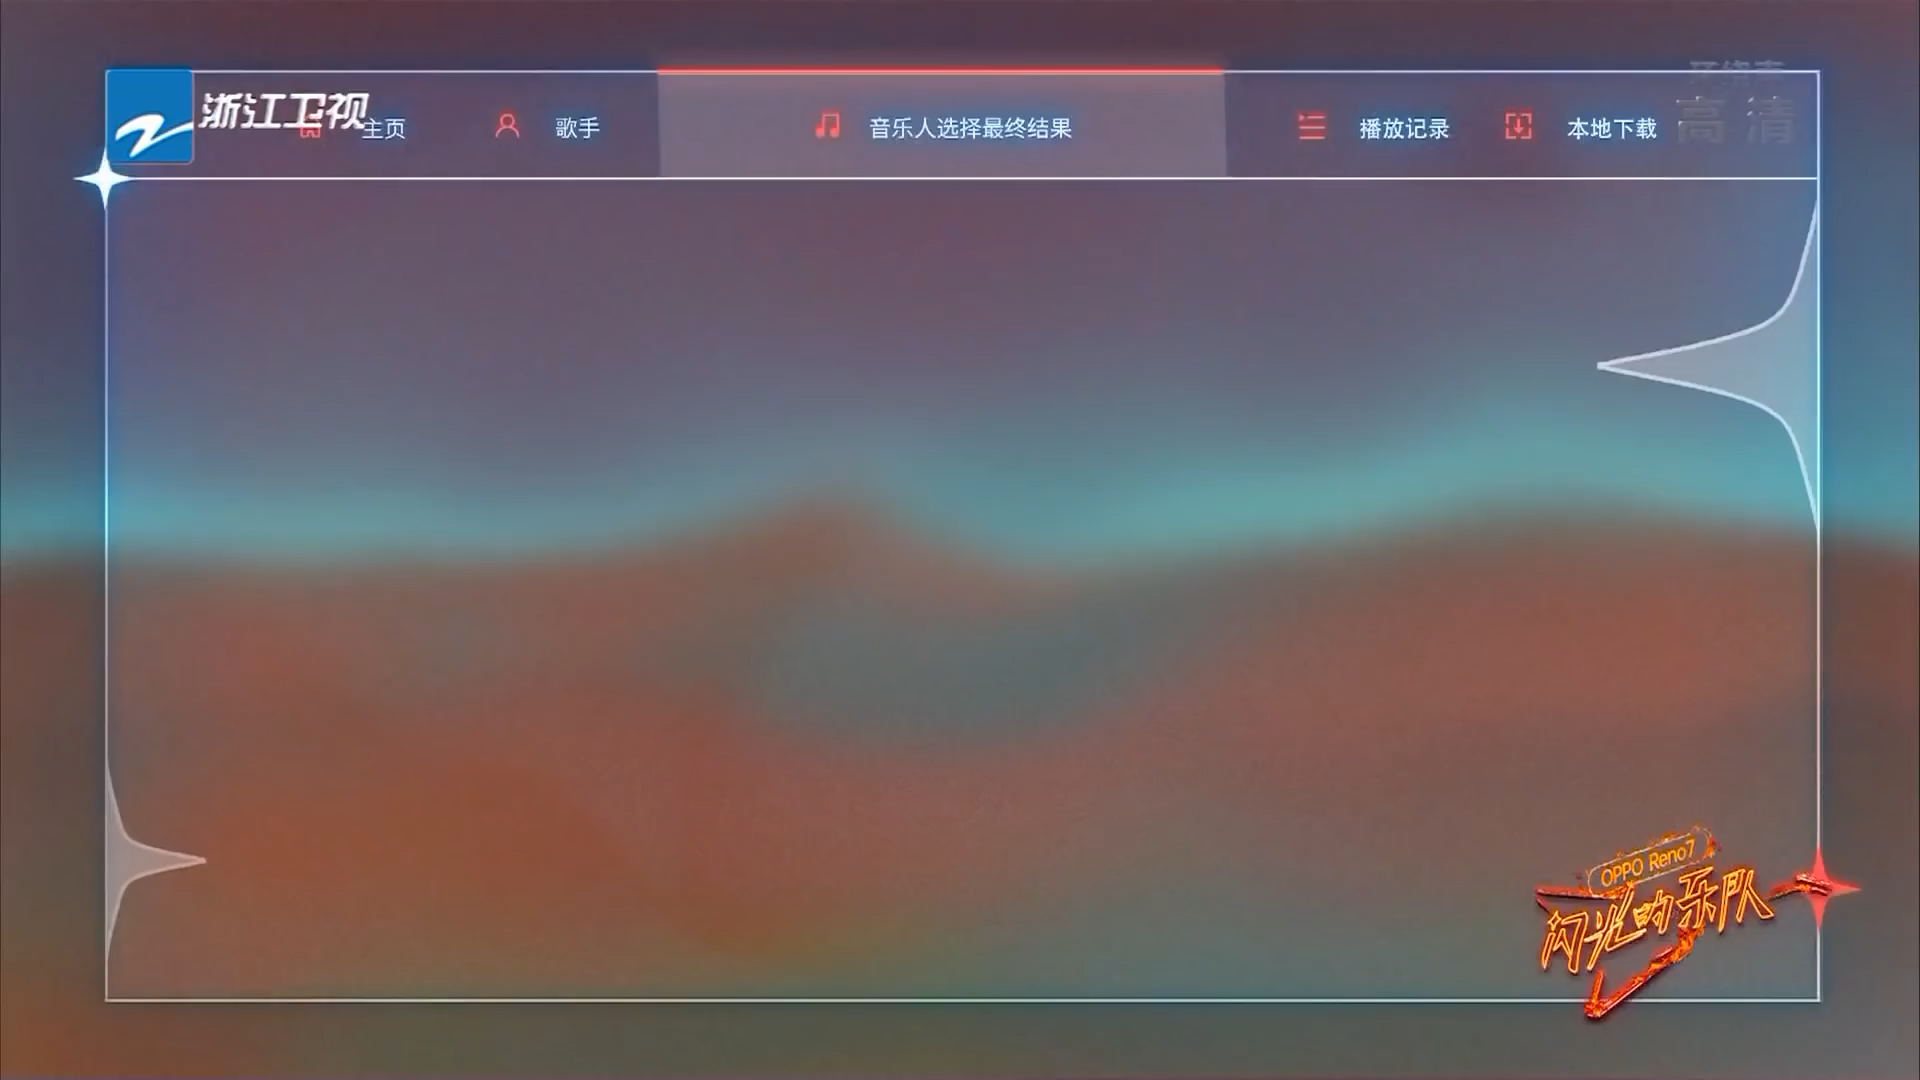 浙江卫视
主页
歌手
音乐人选择最终结果
播放记录
本地下载
高清
OPPO Reno7
闪光的乐队